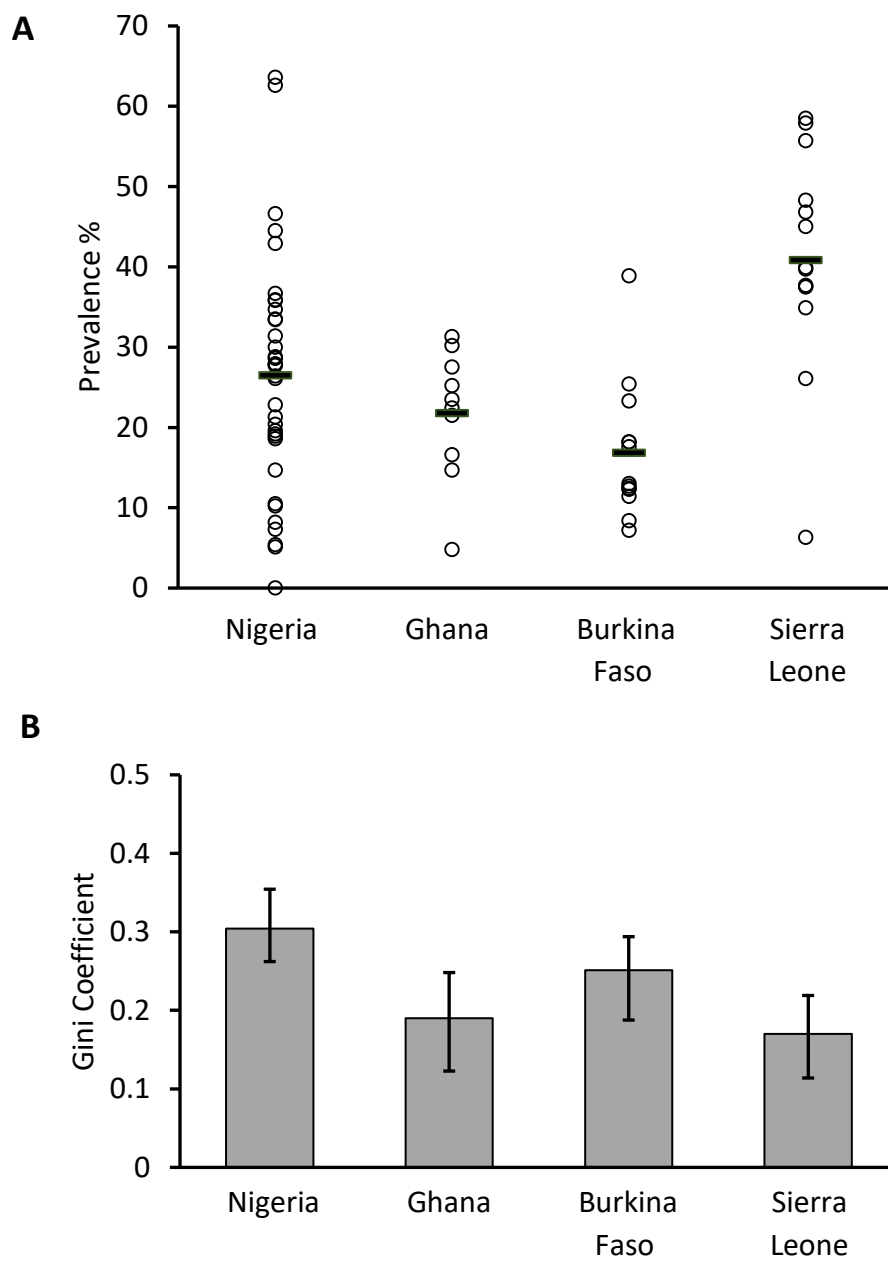 A
70
60
50
40
30
20
10
0
Prevalence %
Nigeria
Ghana
Burkina
Faso
Sierra
Leone
B
0.5
0.4
0.3
0.2
0.1
0
Gini Coefficient
Nigeria
Ghana
Burkina
Faso
Sierra
Leone